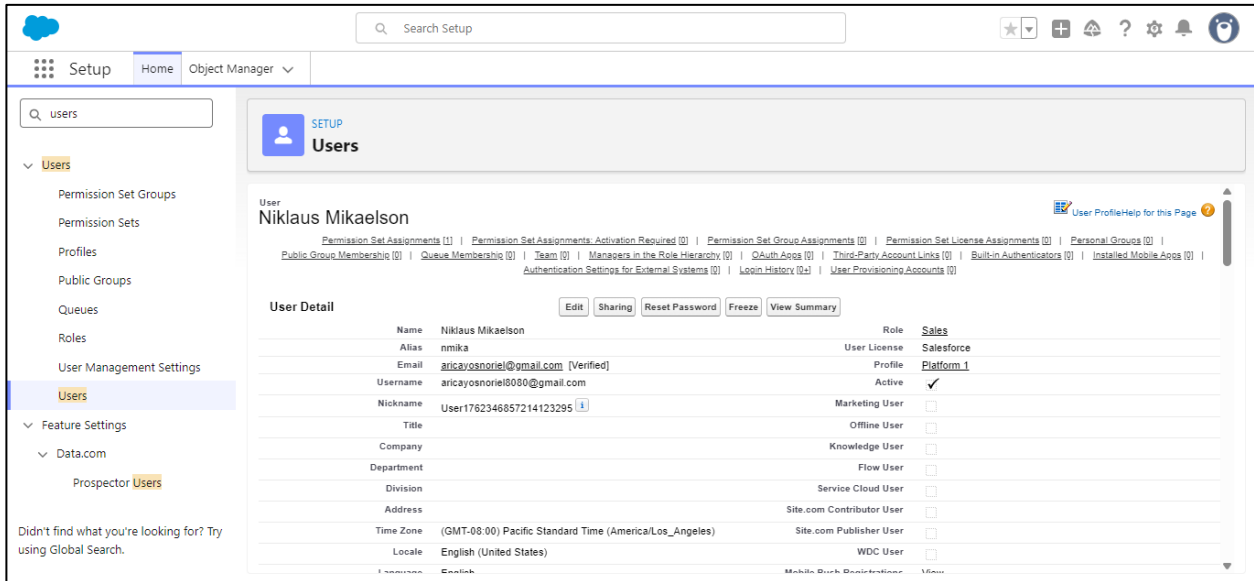 Search Setup
Setup Home Object Manager
users
SETUP
Users
Users
Permission Set Groups
Permission Sets
Profiles
Public Groups
Queues
Roles
User Management Settings
Users
Feature Settings
Data.com
Prospector Users
Didn't find what you're looking for? Try
using Global Search.
User
Niklaus Mikaelson
User Profile Help for this Page
Permission Set Assignments [1] | Permission Set Assignments: Activation Required [0] | Permission Set Group Assignments [0] | Permission Set License Assignments [0] | Personal Groups [0] |
Public Group Membership [0] | Queue Membership [0] | Team [0] | Managers in the Role Hierarchy [0] | OAuth Apps [0] | Third-Party Account Links [0] | Built-in Authenticators [0] | Installed Mobile Apps [0] |
Authentication Settings for External Systems [0] | Login History [0+] | User Provisioning Accounts [0]
User Detail Edit Sharing Reset Password Freeze View Summary
Name Niklaus Mikaelson Role Sales
Alias nmika User License Salesforce
Email aricayosnoriel@gmail.com [Verified] Profile Platform 1
Username aricayosnoriel8080@gmail.com Active ✓
Nickname User1762346857214123295 i Marketing User
Title Offline User
Company Knowledge User
Department Flow User
Division Service Cloud User
Address Site.com Contributor User
Time Zone (GMT-08:00) Pacific Standard Time (America/Los_Angeles) Site.com Publisher User
Locale English (United States) WDC User
Language English Mobile Push Registrations View